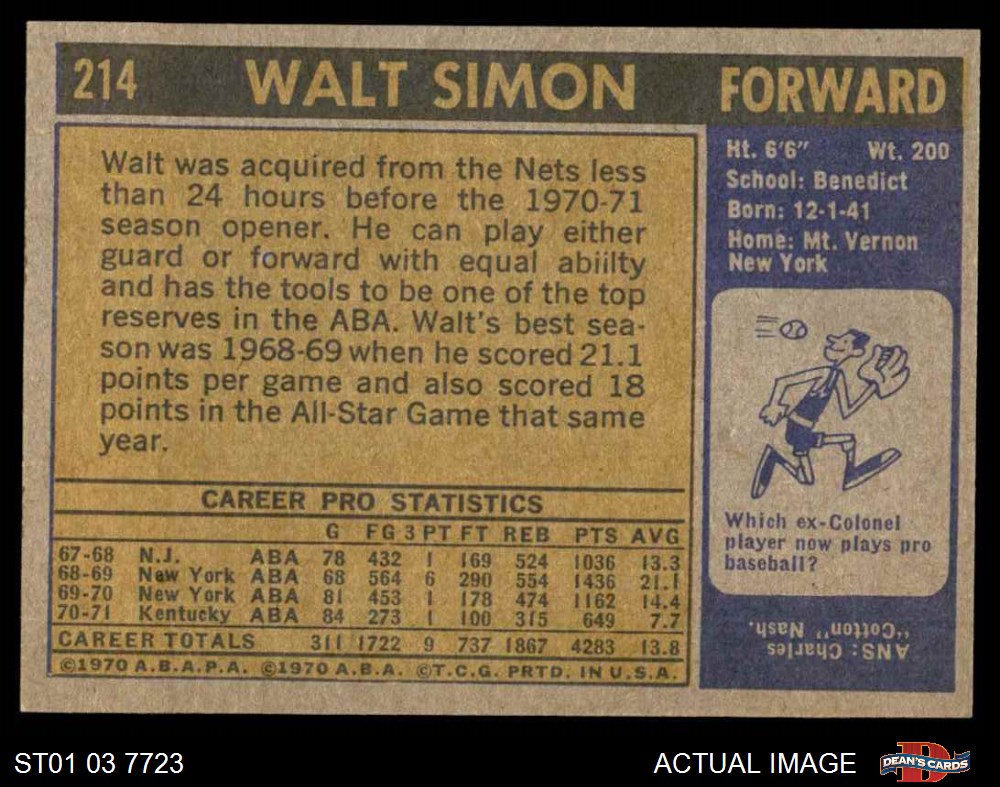 214 WALT SIMON FORWARD
Walt was acquired from the Nets less
than 24 hours before the 1970-71
season opener. He can play either
guard or forward with equal abiilty
and has the tools to be one of the top
reserves in the ABA. Walt's best sea-
son was 1968-69 when he scored 21.1
points per game and also scored 18
points in the All-Star Game that same
year.
CAREER PRO STATISTICS
G FG 3 PT FT REB PTS AVG
67-68 N.J. ABA 78 432 1 169 524 1036 13.3
68-69 New York ABA 68 564 6 290 554 1436 21.1
69-70 New York ABA 81 453 1 178 474 1162 14.4
70-71 Kentucky ABA 84 273 1 100 315 649 7.7
CAREER TOTALS 311 1722 9 737 1867 4283 13.8
©1970 A.B.A.P.A. ©1970 A.B.A. ©T.C.G. PRTD. IN U.S.A.
Ht. 6'6" Wt. 200
School: Benedict
Born: 12-1-41
Home: Mt. Vernon
New York
Which ex-Colonel
player now plays pro
baseball?
ANS: Charles
"Cotton" Nash.
ST01 03 7723
ACTUAL IMAGE
D
DEAN'S CARDS